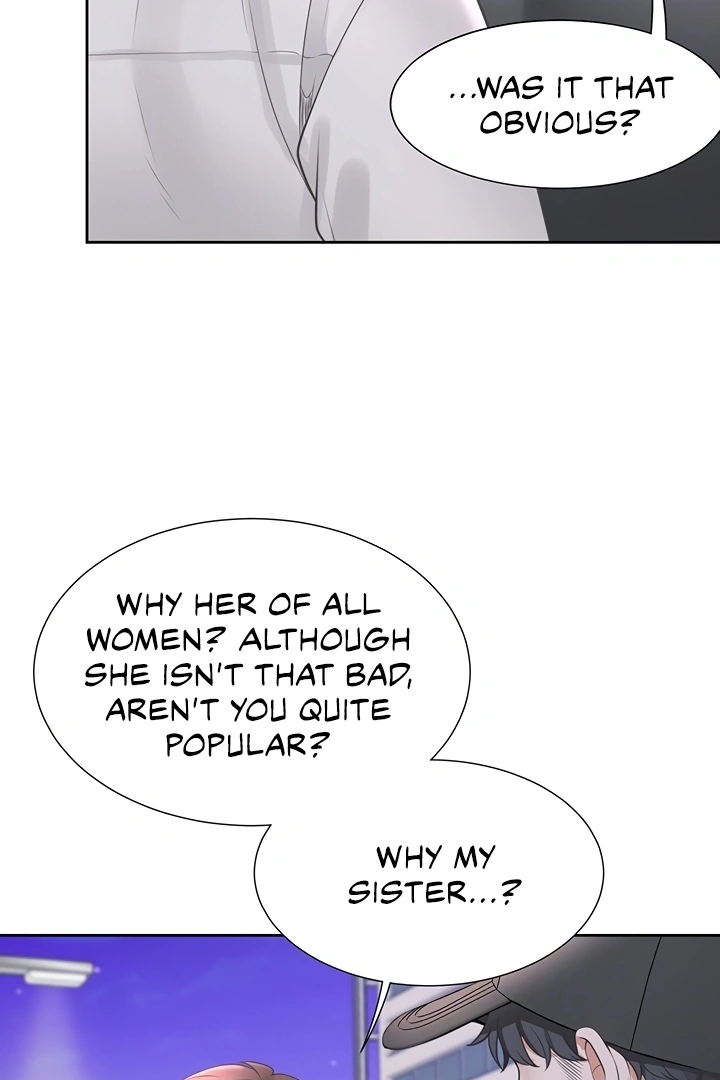 ...WAS IT THAT
OBVIOUS?
WHY HER OF ALL
WOMEN? ALTHOUGH
SHE ISN'T THAT BAD,
AREN'T YOU QUITE
POPULAR?
WHY MY
SISTER...?